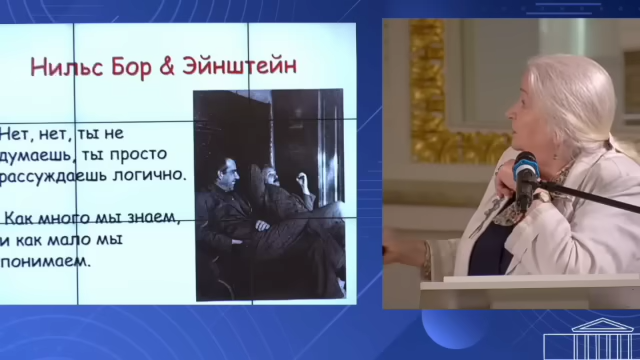 Нильс Бор & Эйнштейн
Нет, нет, ты не
думаешь, ты просто
рассуждаешь логично.
Как много мы знаем,
и как мало мы
понимаем.